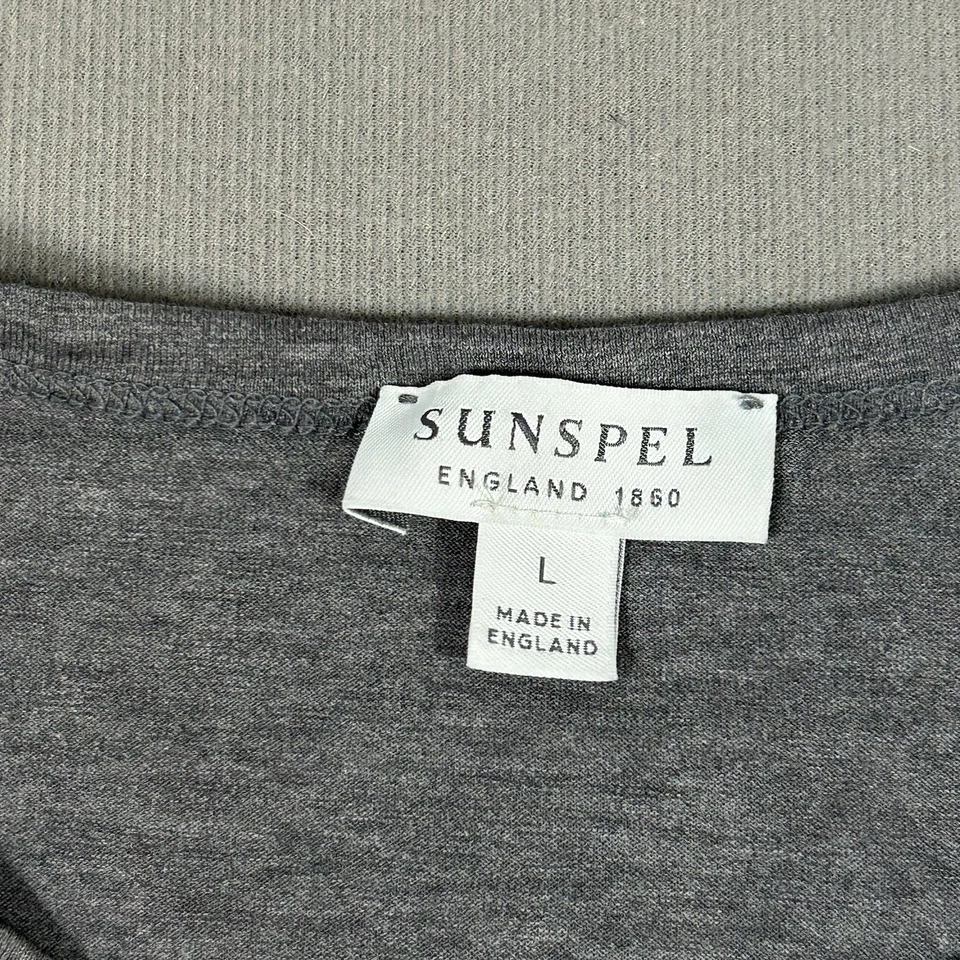 SUNSPEL
ENGLAND 1860
L
MADE IN
ENGLAND